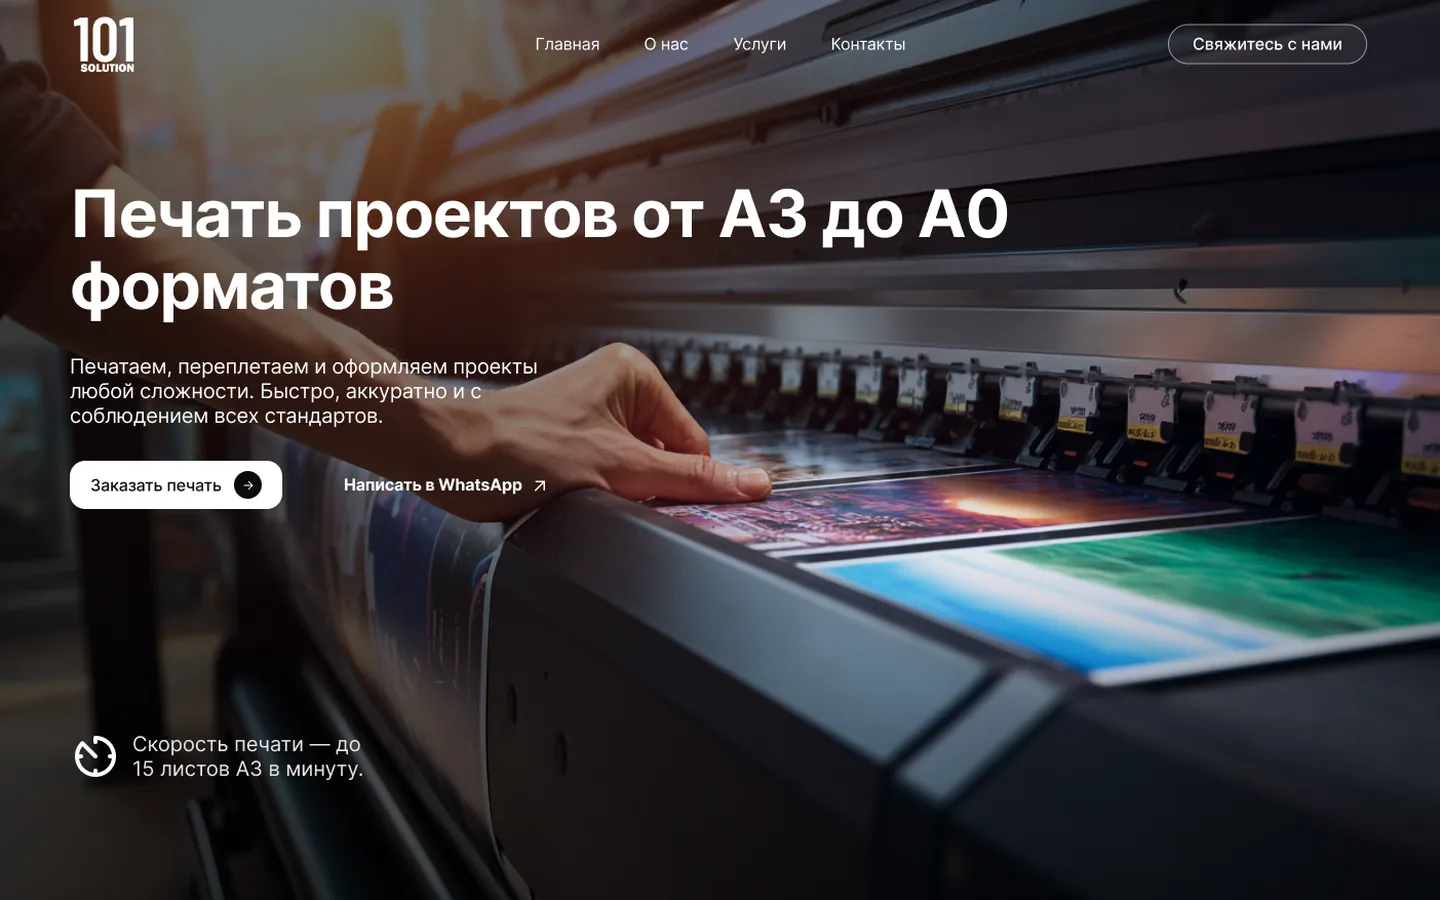 101
SOLUTION
Главная
О нас
Услуги
Контакты
Свяжитесь с нами
Печать проектов от А3 до А0
форматов
Печатаем, переплетаем и оформляем проекты
любой сложности. Быстро, аккуратно и с
соблюдением всех стандартов.
Заказать печать
Написать в WhatsApp
Скорость печати — до
15 листов А3 в минуту.